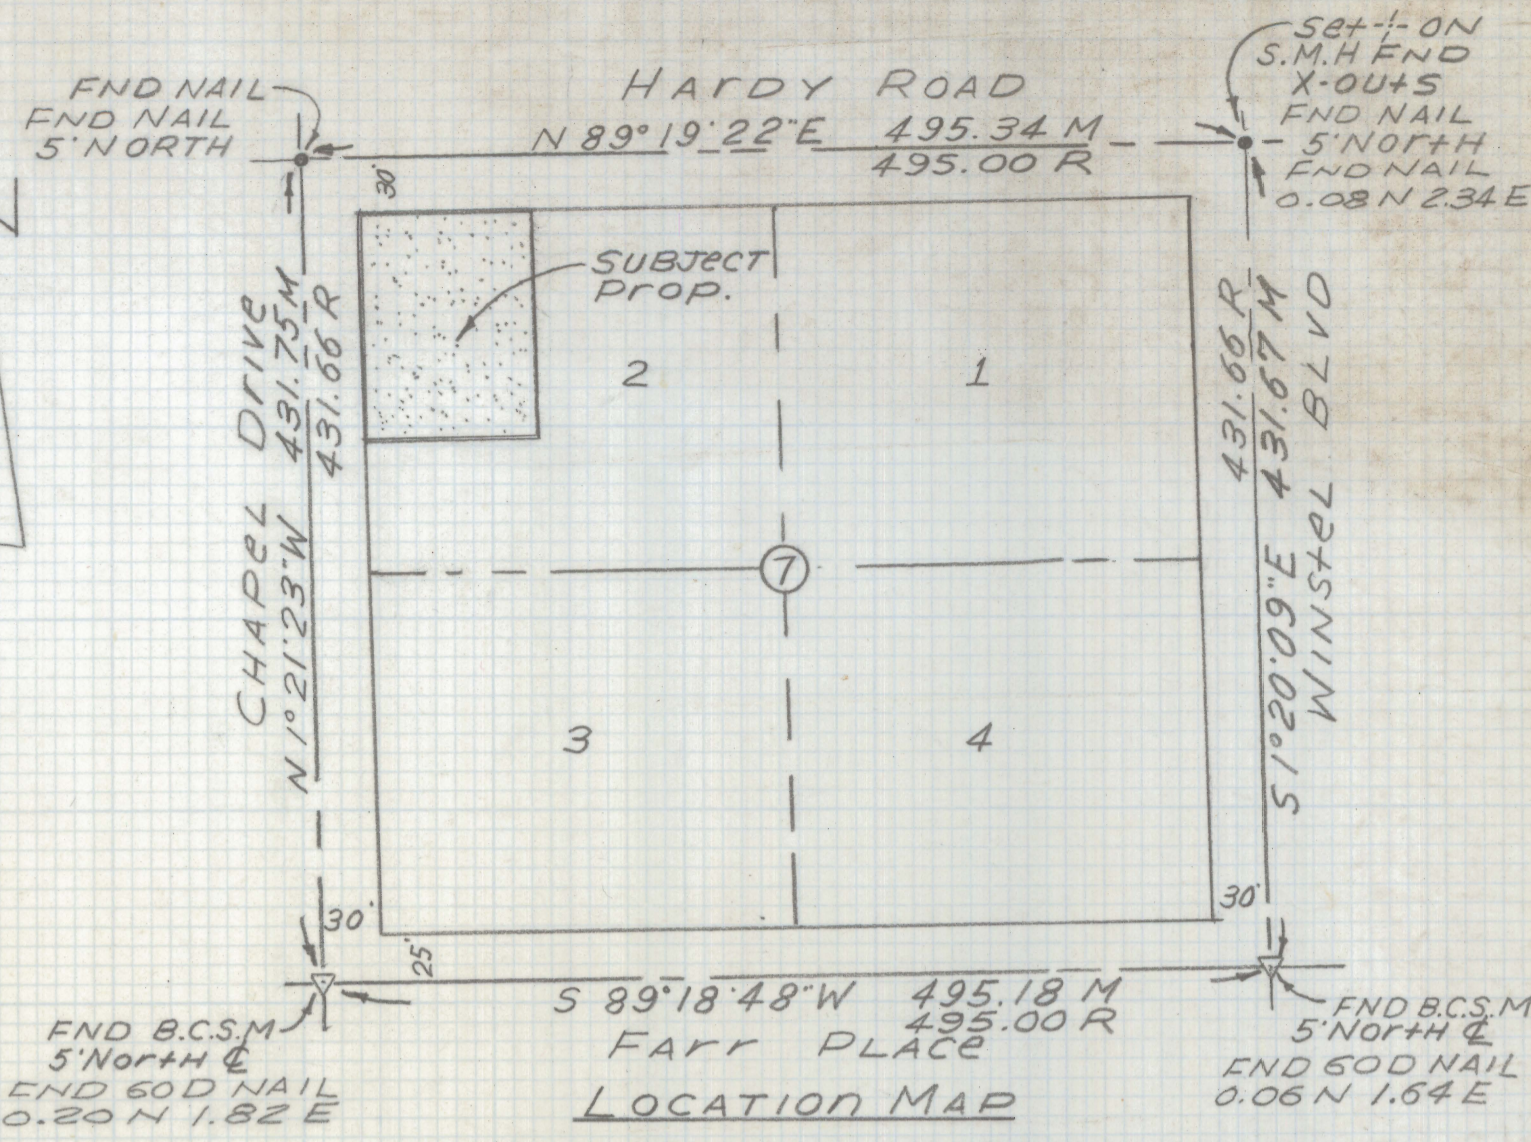 FND NAIL
FND NAIL
5' NORTH
HARDY ROAD
N 89° 19' 22" E 495.34 M
495.00 R
Set -|- ON
S.M.H FND
X-OUtS
FND NAIL
5' NOrtH
FND NAIL
0.08 N 2.34 E
30'
SUBJECT
PrOP.
CHAPeL DriVe
N 1° 21' 23" W 431.75 M
431.66 R
2
1
7
3
4
431.66 R
S 1° 20' 09" E 431.67 M
WINSteL BLVD
30'
25'
30'
S 89° 18' 48" W 495.18 M
495.00 R
FArr PLACe
LOCATION MAP
FND B.C.S.M
5' NOrtH ℄
FND 60D NAIL
0.20 N 1.82 E
FND B.C.S.M
5' NOrtH ℄
FND 60D NAIL
0.06 N 1.64 E